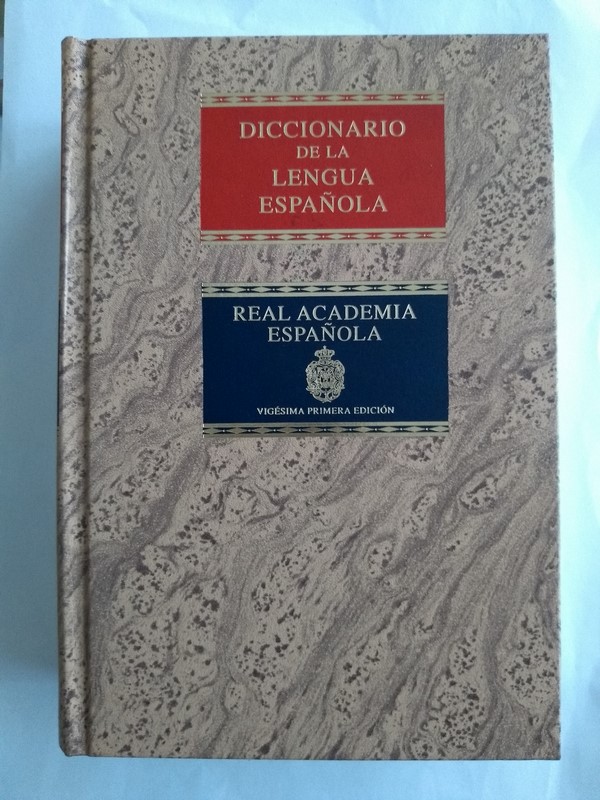 DICCIONARIO
DE LA
LENGUA
ESPAÑOLA
REAL ACADEMIA
ESPAÑOLA
VIGÉSIMA PRIMERA EDICIÓN